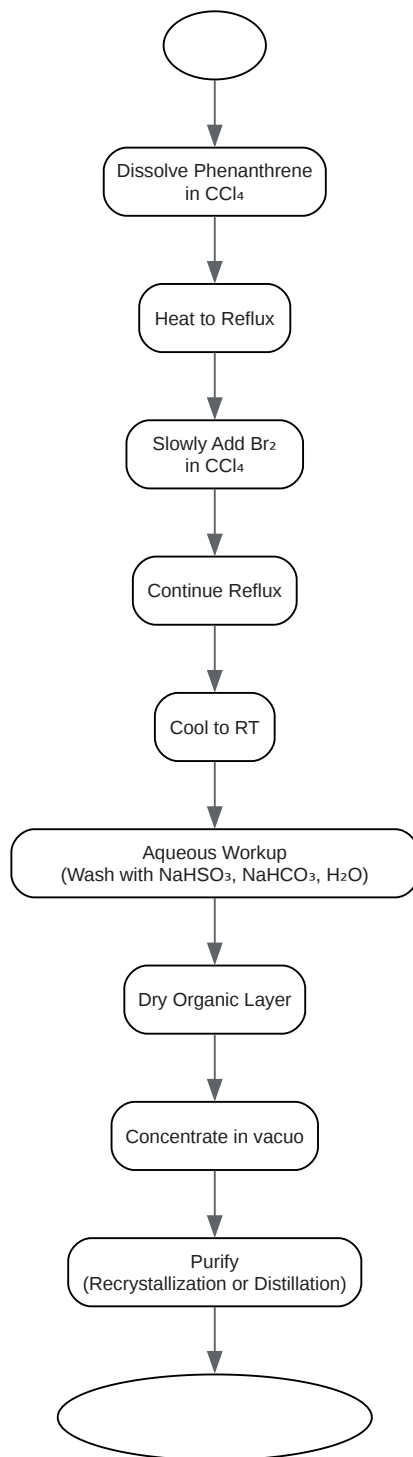 Dissolve Phenanthrene
in CCl₄
Heat to Reflux
Slowly Add Br₂
in CCl₄
Continue Reflux
Cool to RT
Aqueous Workup
(Wash with NaHSO₃, NaHCO₃, H₂O)
Dry Organic Layer
Concentrate in vacuo
Purify
(Recrystallization or Distillation)